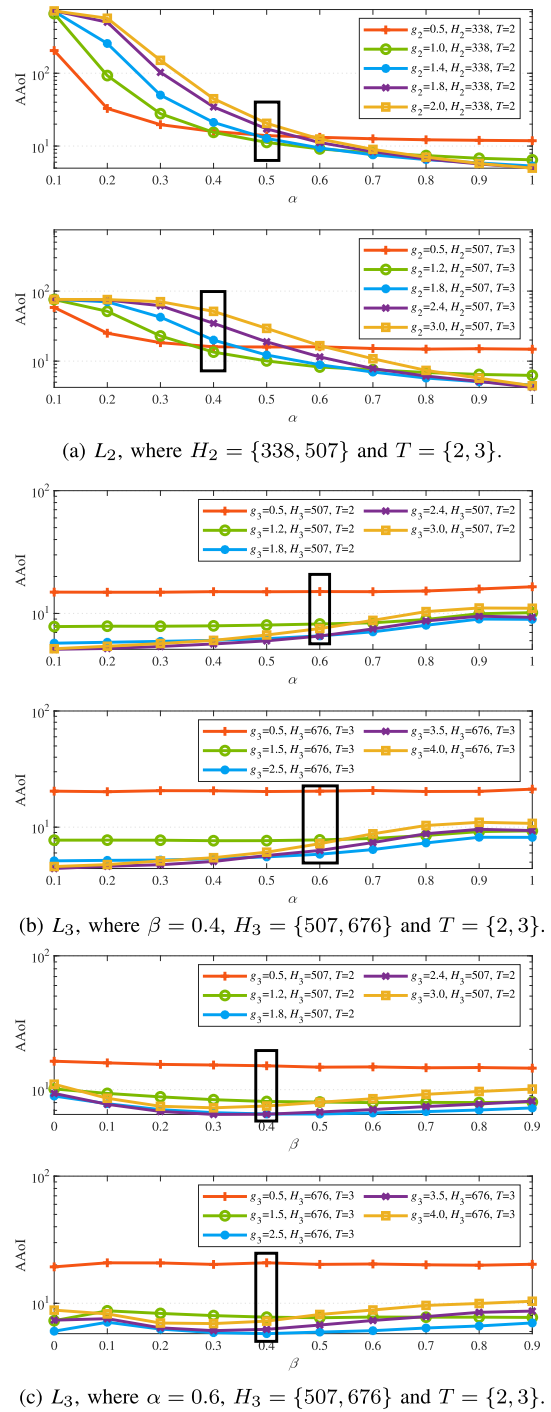 AAoI
10²
10¹
g₂=0.5, H₂=338, T=2
g₂=1.0, H₂=338, T=2
g₂=1.4, H₂=338, T=2
g₂=1.8, H₂=338, T=2
g₂=2.0, H₂=338, T=2
0.1 0.2 0.3 0.4 0.5 0.6 0.7 0.8 0.9 1
α
AAoI
10²
10¹
g₂=0.5, H₂=507, T=3
g₂=1.2, H₂=507, T=3
g₂=1.8, H₂=507, T=3
g₂=2.4, H₂=507, T=3
g₂=3.0, H₂=507, T=3
0.1 0.2 0.3 0.4 0.5 0.6 0.7 0.8 0.9 1
α
(a) L₂, where H₂ = {338, 507} and T = {2, 3}.
AAoI
10²
10¹
g₃=0.5, H₃=507, T=2 g₃=2.4, H₃=507, T=2
g₃=1.2, H₃=507, T=2 g₃=3.0, H₃=507, T=2
g₃=1.8, H₃=507, T=2
0.1 0.2 0.3 0.4 0.5 0.6 0.7 0.8 0.9 1
α
AAoI
10²
10¹
g₃=0.5, H₃=676, T=3 g₃=3.5, H₃=676, T=3
g₃=1.5, H₃=676, T=3 g₃=4.0, H₃=676, T=3
g₃=2.5, H₃=676, T=3
0.1 0.2 0.3 0.4 0.5 0.6 0.7 0.8 0.9 1
α
(b) L₃, where β = 0.4, H₃ = {507, 676} and T = {2, 3}.
AAoI
10²
10¹
g₃=0.5, H₃=507, T=2 g₃=2.4, H₃=507, T=2
g₃=1.2, H₃=507, T=2 g₃=3.0, H₃=507, T=2
g₃=1.8, H₃=507, T=2
0 0.1 0.2 0.3 0.4 0.5 0.6 0.7 0.8 0.9
β
AAoI
10²
10¹
g₃=0.5, H₃=676, T=3 g₃=3.5, H₃=676, T=3
g₃=1.5, H₃=676, T=3 g₃=4.0, H₃=676, T=3
g₃=2.5, H₃=676, T=3
0 0.1 0.2 0.3 0.4 0.5 0.6 0.7 0.8 0.9
β
(c) L₃, where α = 0.6, H₃ = {507, 676} and T = {2, 3}.